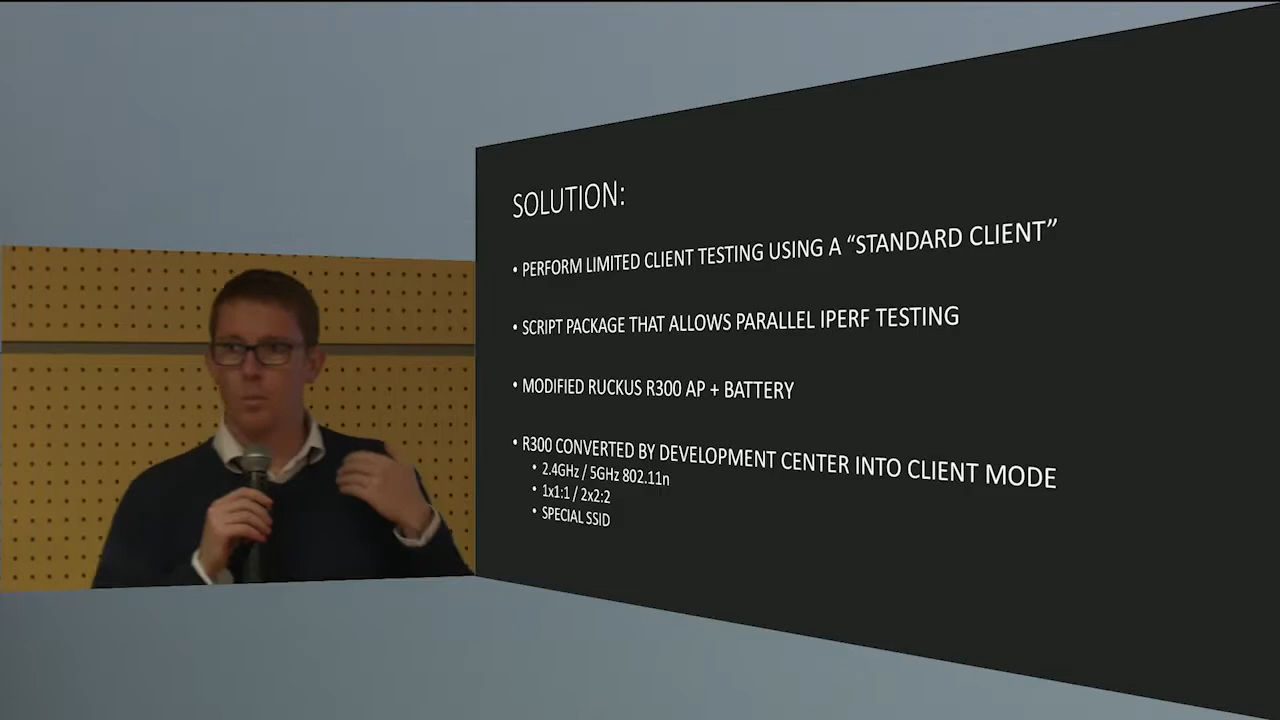 SOLUTION:
• PERFORM LIMITED CLIENT TESTING USING A “STANDARD CLIENT”
• SCRIPT PACKAGE THAT ALLOWS PARALLEL IPERF TESTING
• MODIFIED RUCKUS R300 AP + BATTERY
• R300 CONVERTED BY DEVELOPMENT CENTER INTO CLIENT MODE
• 2.4GHz / 5GHz 802.11n
• 1x1:1 / 2x2:2
• SPECIAL SSID